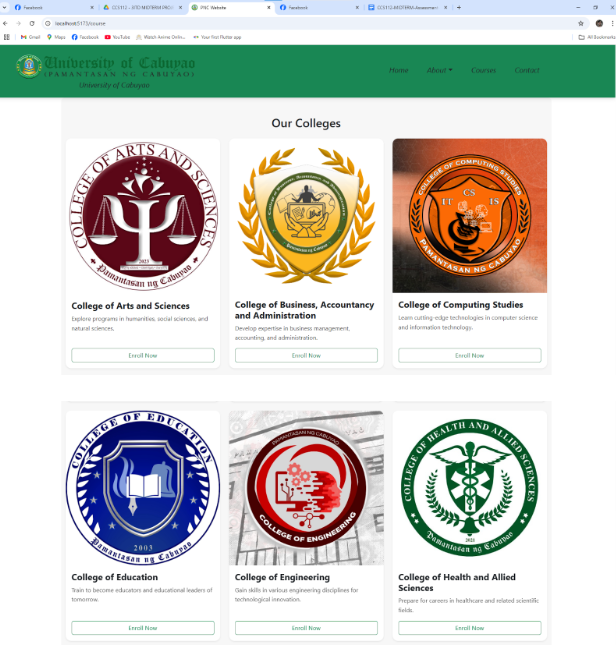 Facebook
CCS112 - STD MIDTERM PROJ
PNC Website
Facebook
CCS112-MIDTERM-Assessment
localhost:5173/course
Gmail
Maps
Facebook
YouTube
Watch Anime Onlin...
Your first Flutter app
All Bookmarks
University of Cabuyao
(PAMANTASAN NG CABUYAO)
University of Cabuyao
Home
About
Courses
Contact
Our Colleges
COLLEGE OF ARTS AND SCIENCES
2023
Pamantasan ng Cabuyao
College of Arts and Sciences
Explore programs in humanities, social sciences, and
natural sciences.
Enroll Now
College of Business, Accountancy and Administration
Pamantasan ng Cabuyao
College of Business, Accountancy
and Administration
Develop expertise in business management,
accounting, and administration.
Enroll Now
COLLEGE OF COMPUTING STUDIES
CS
IT
IS
PAMANTASAN NG CABUYAO
College of Computing Studies
Learn cutting-edge technologies in computer science
and information technology.
Enroll Now
COLLEGE OF EDUCATION
2003
Pamantasan ng Cabuyao
College of Education
Train to become educators and educational leaders of
tomorrow.
Enroll Now
PAMANTASAN NG CABUYAO
COLLEGE OF ENGINEERING
College of Engineering
Gain skills in various engineering disciplines for
technological innovation.
Enroll Now
COLLEGE OF HEALTH AND ALLIED SCIENCES
2021
Pamantasan ng Cabuyao
College of Health and Allied
Sciences
Prepare for careers in healthcare and related scientific
fields.
Enroll Now